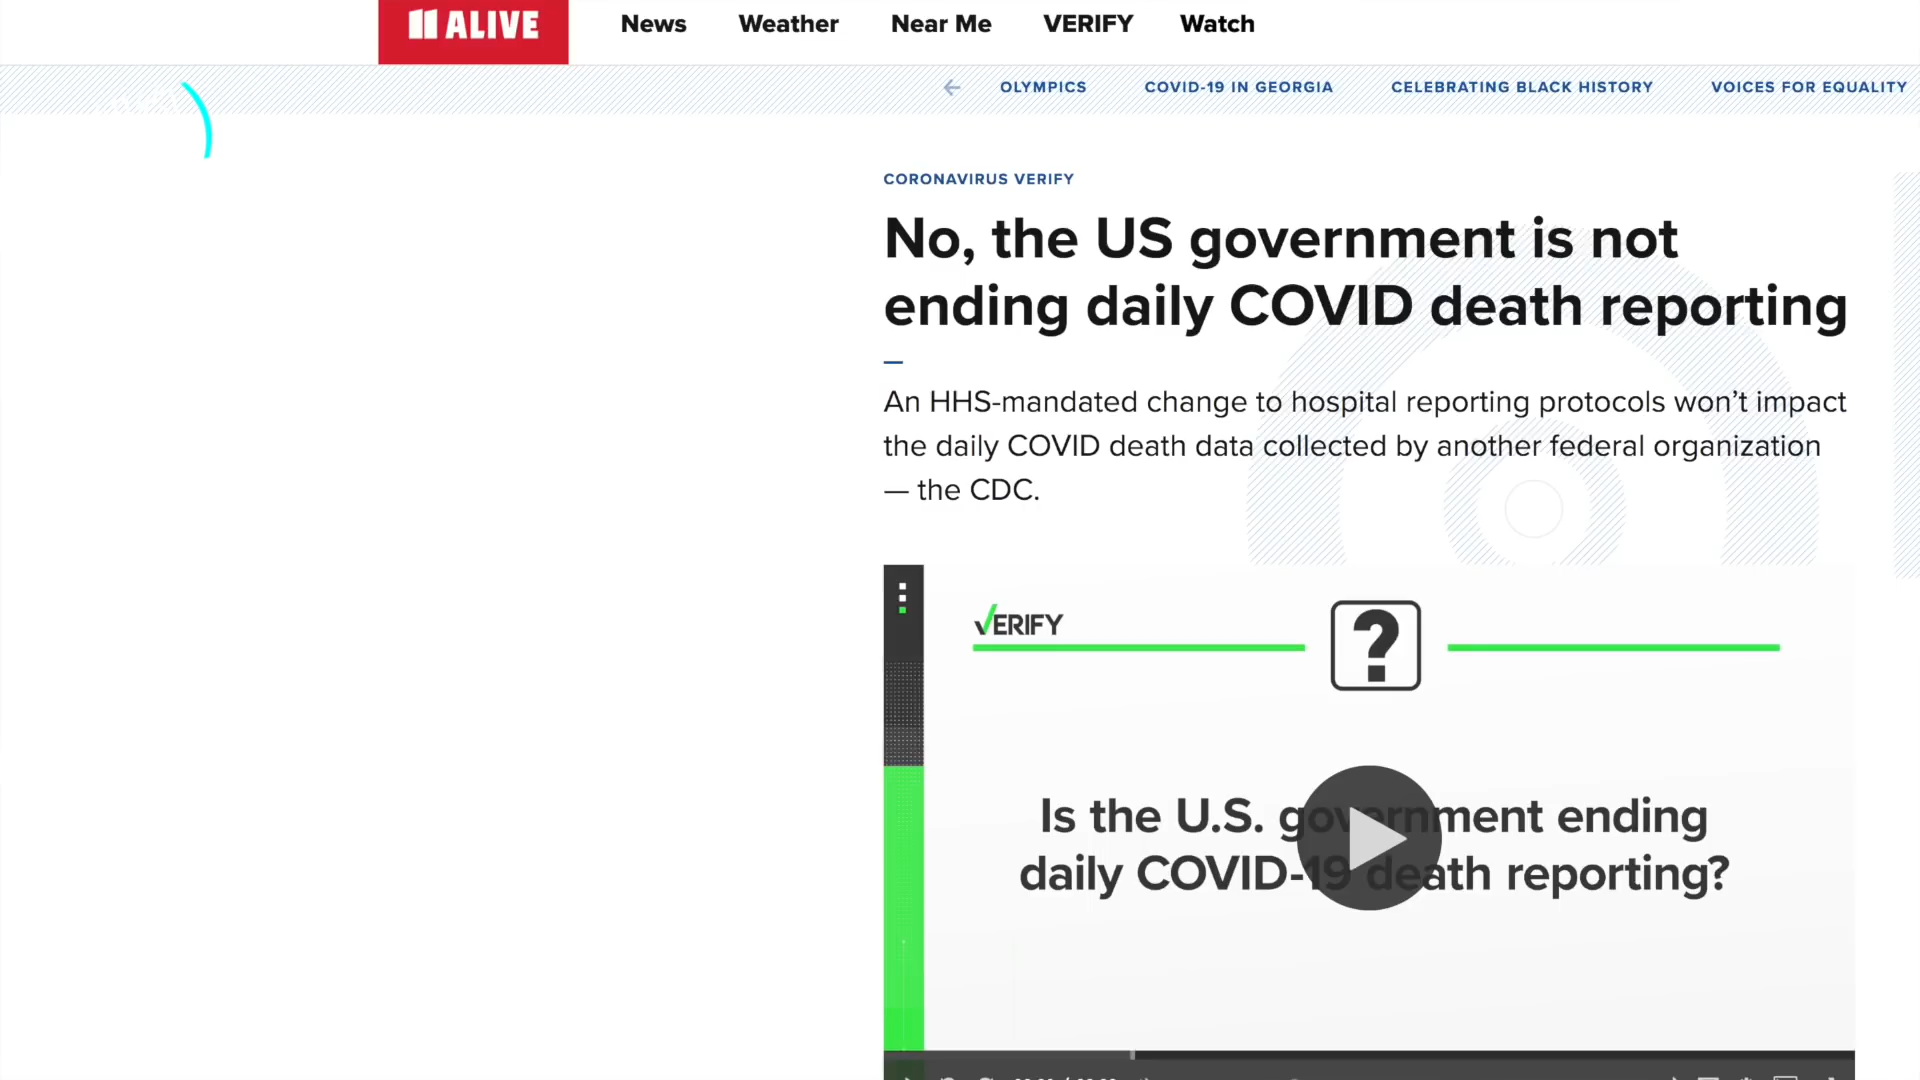 11 ALIVE
News Weather Near Me VERIFY Watch
OLYMPICS COVID-19 IN GEORGIA CELEBRATING BLACK HISTORY VOICES FOR EQUALITY
CORONAVIRUS VERIFY
No, the US government is not
ending daily COVID death reporting
An HHS-mandated change to hospital reporting protocols won’t impact
the daily COVID death data collected by another federal organization
— the CDC.
VERIFY
?
Is the U.S. government ending
daily COVID-19 death reporting?